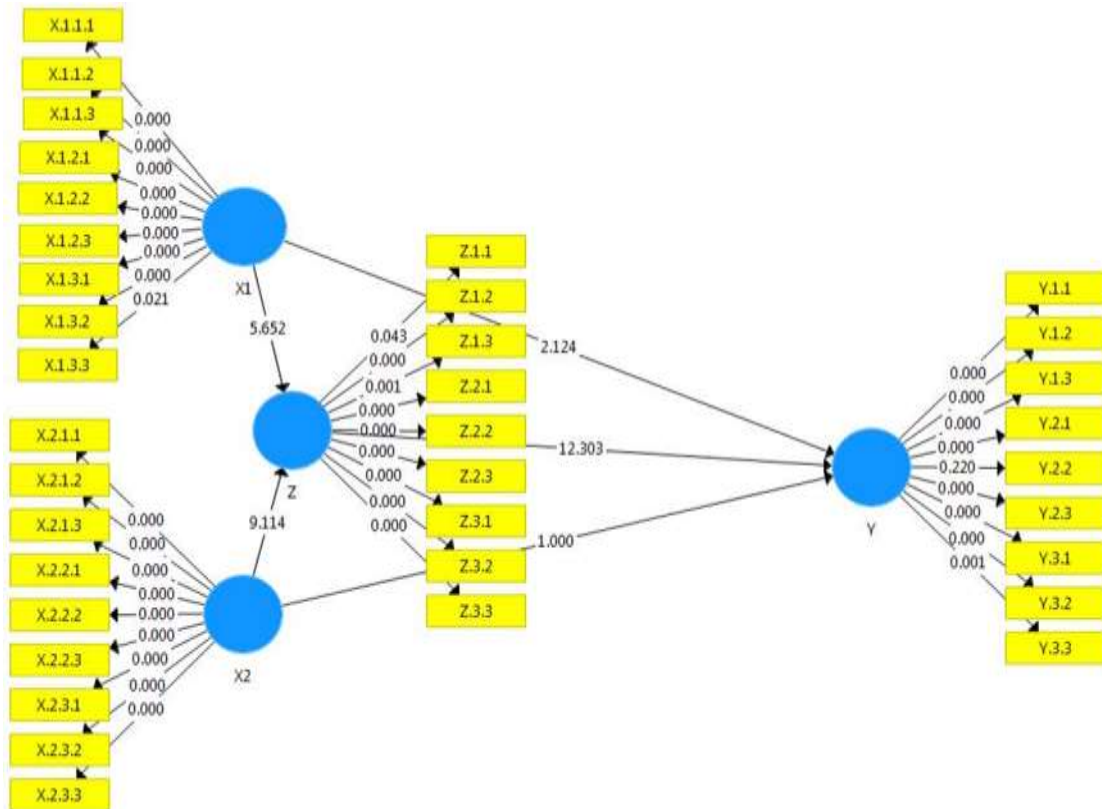 X.1.1.1
X.1.1.2
X.1.1.3
X.1.2.1
X.1.2.2
X.1.2.3
X.1.3.1
X.1.3.2
X.1.3.3
0.000
0.000
0.000
0.000
0.000
0.000
0.000
0.000
0.021
X1
5.652
2.124
X.2.1.1
X.2.1.2
X.2.1.3
X.2.2.1
X.2.2.2
X.2.2.3
X.2.3.1
X.2.3.2
X.2.3.3
0.000
0.000
0.000
0.000
0.000
0.000
0.000
0.000
0.000
X2
9.114
1.000
Z
12.303
0.043
0.000
0.001
0.000
0.000
0.000
0.000
0.000
0.000
Z.1.1
Z.1.2
Z.1.3
Z.2.1
Z.2.2
Z.2.3
Z.3.1
Z.3.2
Z.3.3
Y
0.000
0.000
0.000
0.000
0.220
0.000
0.000
0.000
0.001
Y.1.1
Y.1.2
Y.1.3
Y.2.1
Y.2.2
Y.2.3
Y.3.1
Y.3.2
Y.3.3